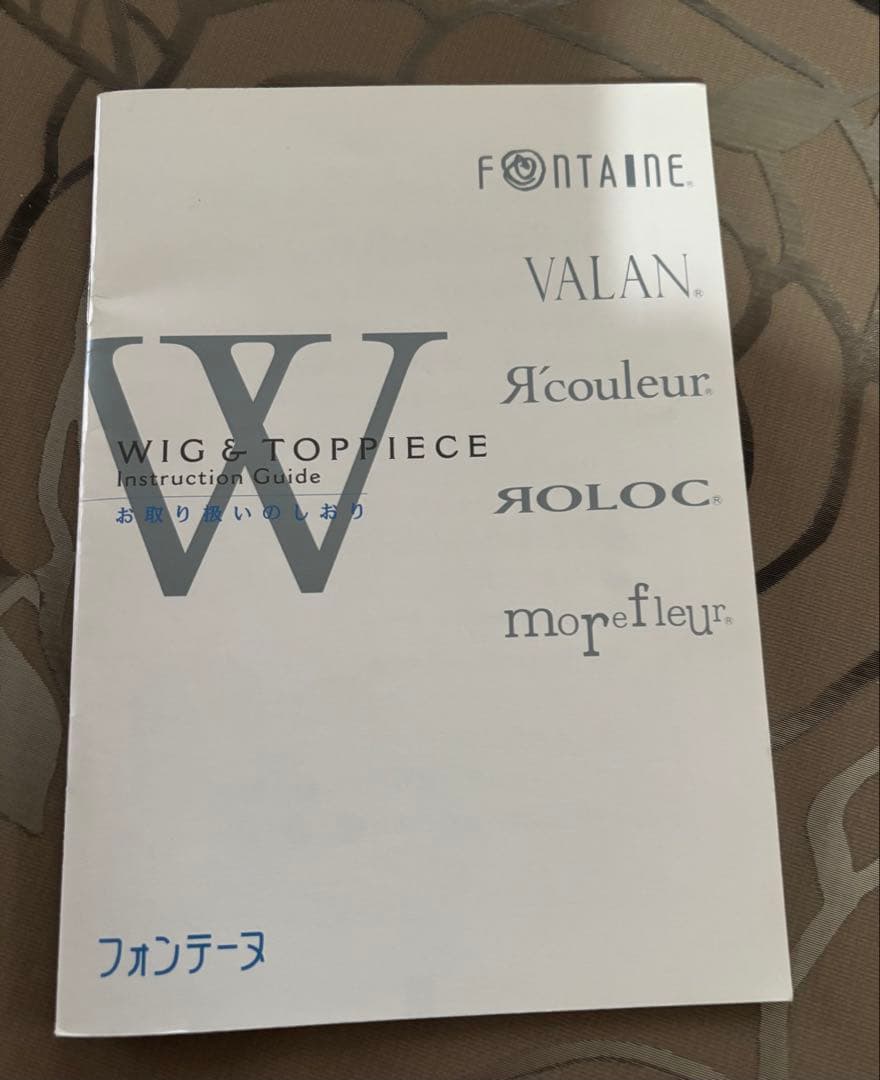 FONTAINE®
VALAN®
Я´couleur®
ЯOLOC®
morefleur®
W
WIG & TOPPIECE
Instruction Guide
お取り扱いのしおり
フォンテーヌ